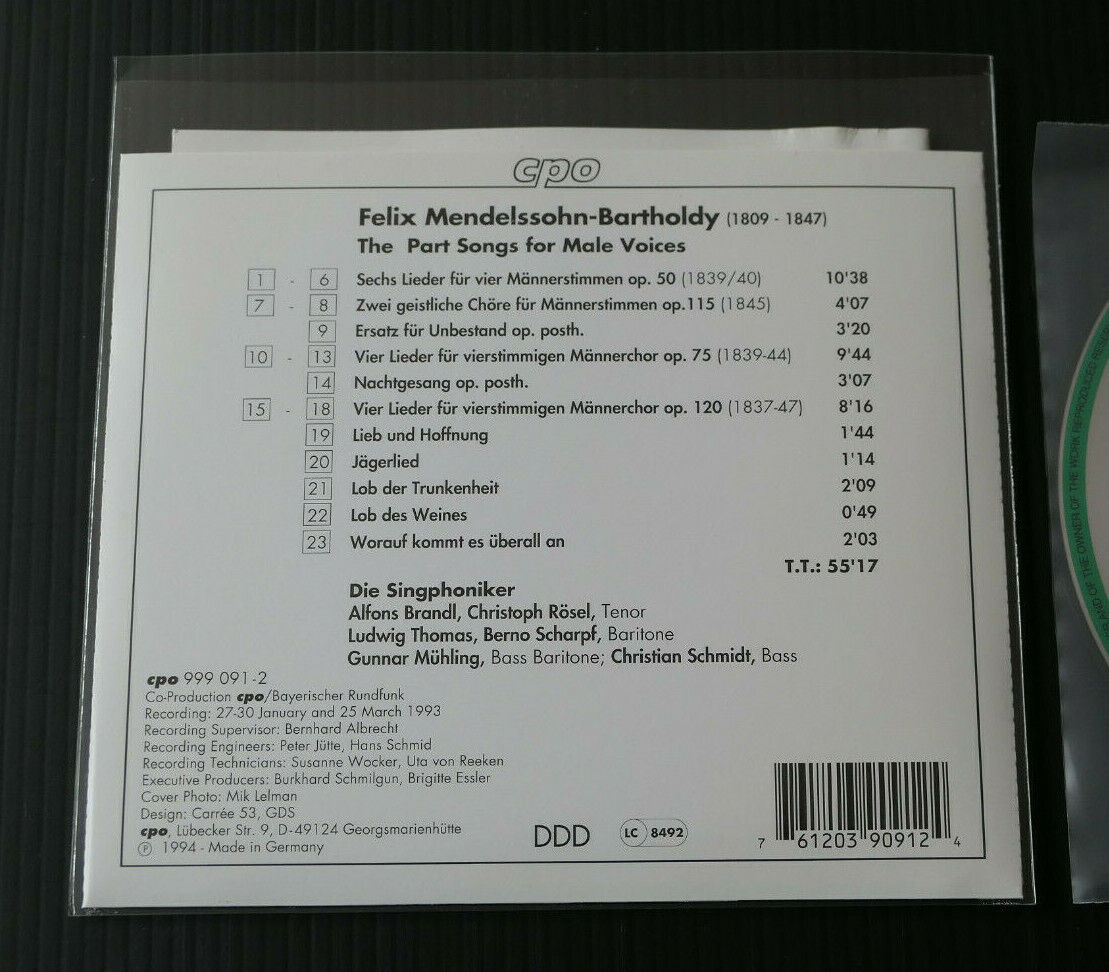 cpo
Felix Mendelssohn-Bartholdy (1809 - 1847)
The Part Songs for Male Voices
1 - 6 Sechs Lieder für vier Männerstimmen op. 50 (1839/40) 10'38
7 - 8 Zwei geistliche Chöre für Männerstimmen op.115 (1845) 4'07
9 Ersatz für Unbestand op. posth. 3'20
10 - 13 Vier Lieder für vierstimmigen Männerchor op. 75 (1839-44) 9'44
14 Nachtgesang op. posth. 3'07
15 - 18 Vier Lieder für vierstimmigen Männerchor op. 120 (1837-47) 8'16
19 Lieb und Hoffnung 1'44
20 Jägerlied 1'14
21 Lob der Trunkenheit 2'09
22 Lob des Weines 0'49
23 Worauf kommt es überall an 2'03
T.T.: 55'17
Die Singphoniker
Alfons Brandl, Christoph Rösel, Tenor
Ludwig Thomas, Berno Scharpf, Baritone
Gunnar Mühling, Bass Baritone; Christian Schmidt, Bass
cpo 999 091-2
Co-Production cpo/Bayerischer Rundfunk
Recording: 27-30 January and 25 March 1993
Recording Supervisor: Bernhard Albrecht
Recording Engineers: Peter Jütte, Hans Schmid
Recording Technicians: Susanne Wocker, Uta von Reeken
Executive Producers: Burkhard Schmilgun, Brigitte Essler
Cover Photo: Mik Lelman
Design: Carrée 53, GDS
cpo, Lübecker Str. 9, D-49124 Georgsmarienhütte
℗ 1994 - Made in Germany
DDD
LC 8492
7 61203 90912 4
AND OF THE OWNER OF THE WORK REPRODUCED